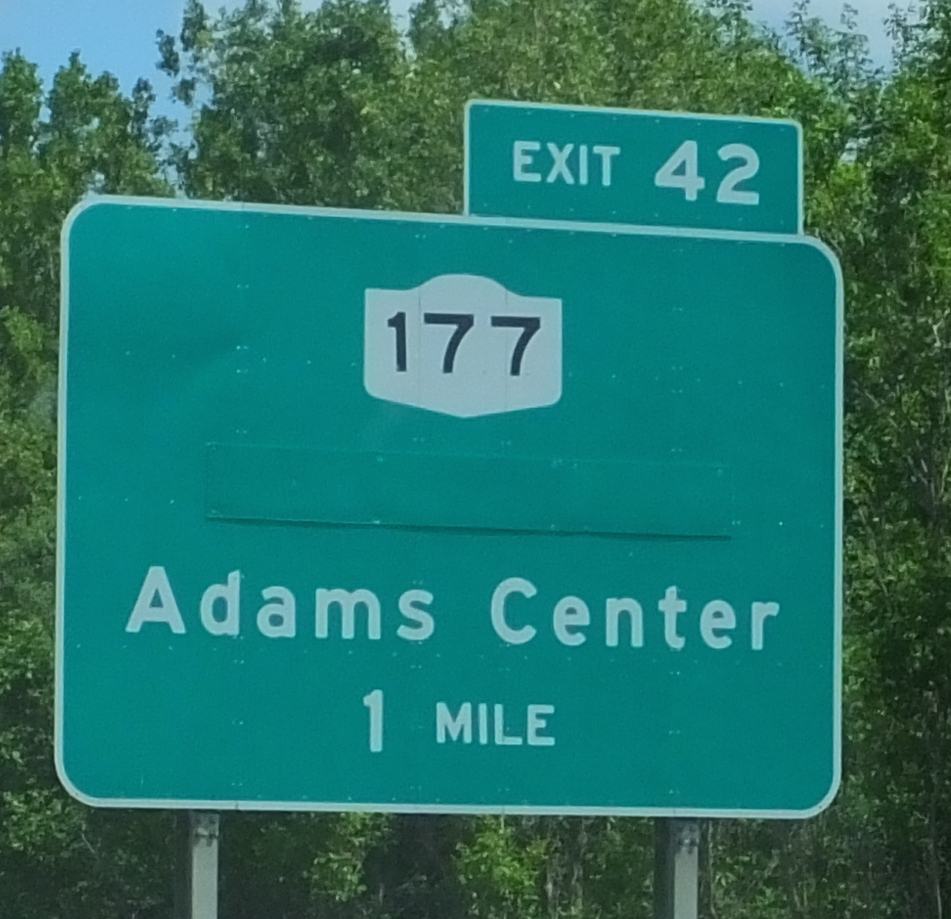 EXIT 42
177
Adams Center
1 MILE